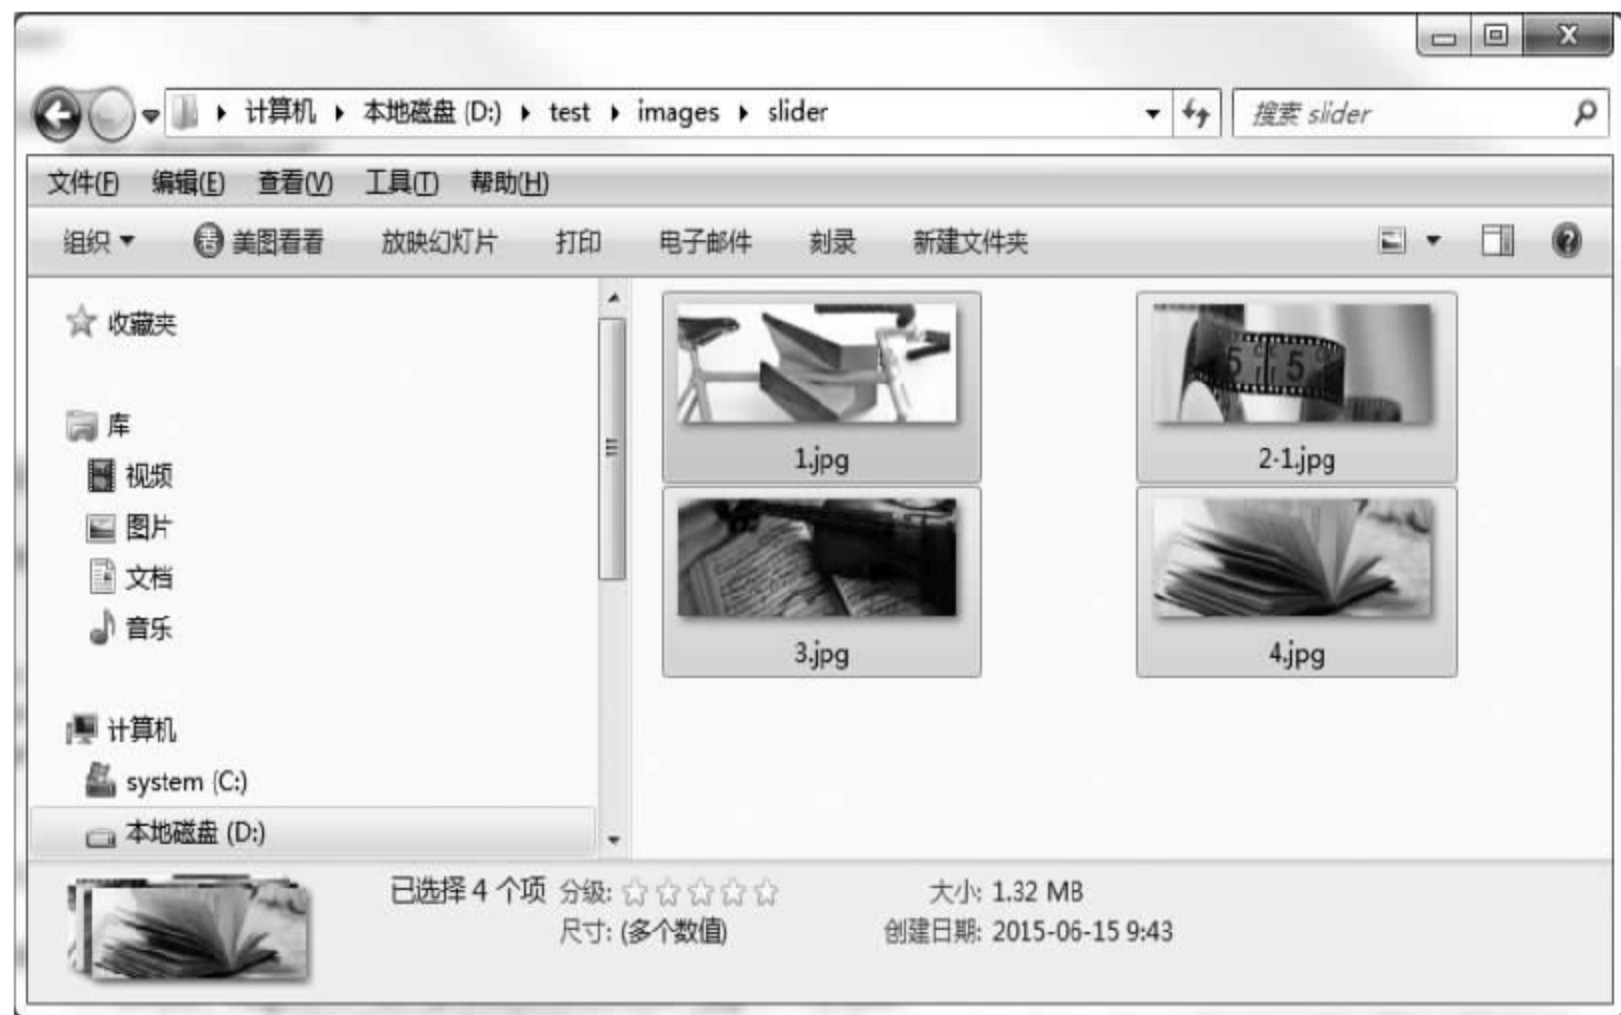 计算机 本地磁盘 (D:) test images slider 搜索 slider
文件(F) 编辑(E) 查看(V) 工具(T) 帮助(H)
组织 美图看看 放映幻灯片 打印 电子邮件 刻录 新建文件夹
收藏夹
库
视频
图片
文档
音乐
计算机
system (C:)
本地磁盘 (D:)
1.jpg
2-1.jpg
3.jpg
4.jpg
已选择 4 个项 分级: 大小: 1.32 MB
尺寸: (多个数值) 创建日期: 2015-06-15 9:43